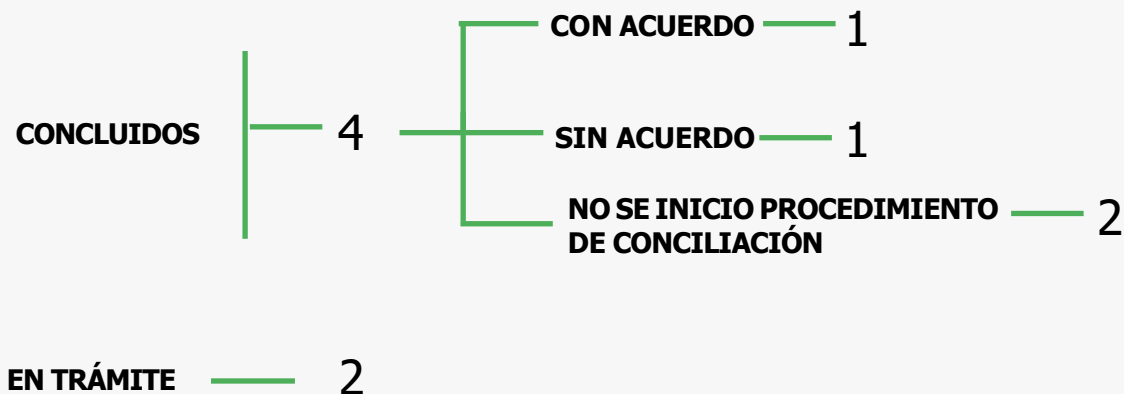 CON ACUERDO 1
CONCLUIDOS 4
SIN ACUERDO 1
NO SE INICIO PROCEDIMIENTO
DE CONCILIACIÓN 2
EN TRÁMITE 2